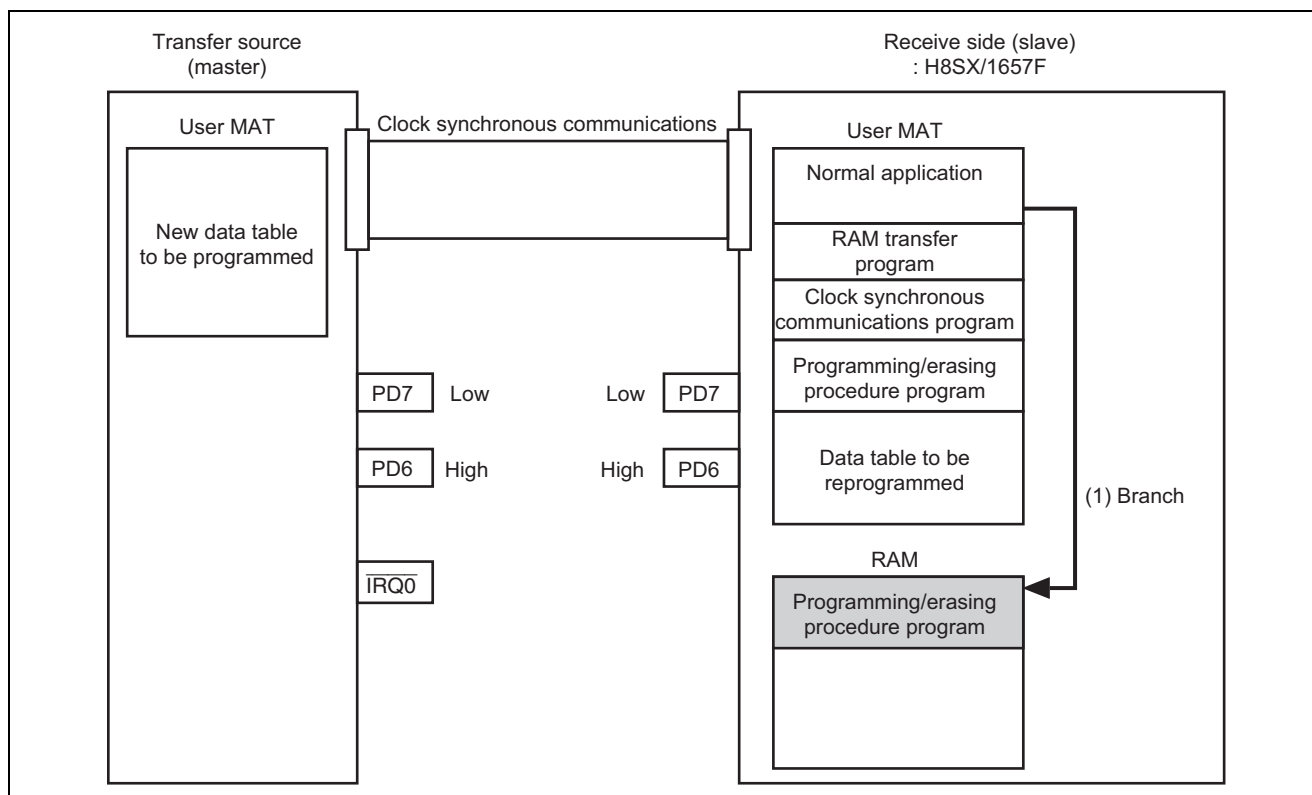 Transfer source
(master)
Receive side (slave)
: H8SX/1657F
User MAT
Clock synchronous communications
User MAT
New data table
to be programmed
Normal application
RAM transfer
program
Clock synchronous
communications program
Programming/erasing
procedure program
Data table to be
reprogrammed
PD7 Low
Low PD7
PD6 High
High PD6
(1) Branch
IRQ0
RAM
Programming/erasing
procedure program